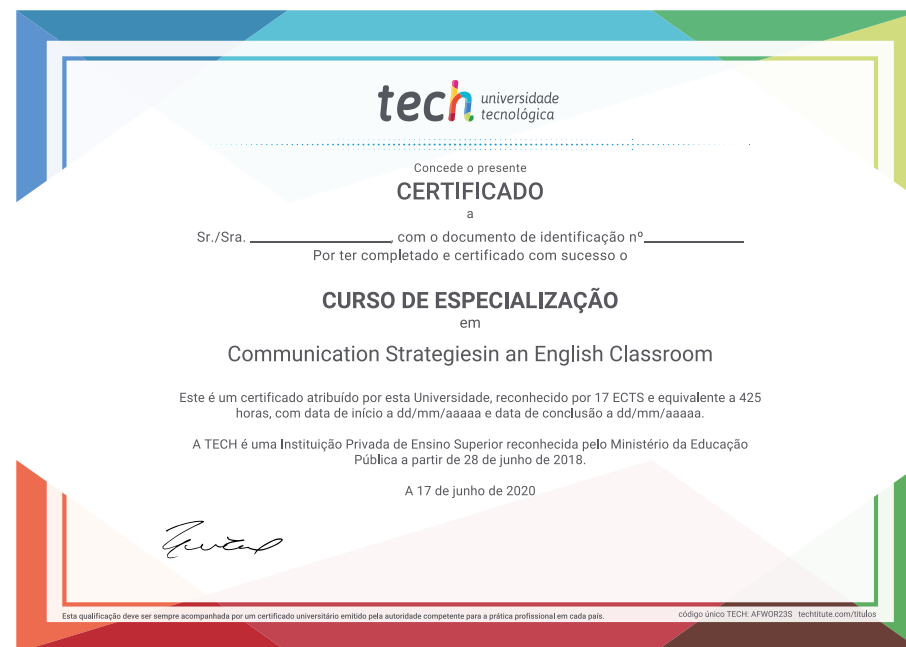 tech universidade
tecnológica
Concede o presente
CERTIFICADO
a
Sr./Sra. ____________________, com o documento de identificação nº______________
Por ter completado e certificado com sucesso o
CURSO DE ESPECIALIZAÇÃO
em
Communication Strategiesin an English Classroom
Este é um certificado atribuído por esta Universidade, reconhecido por 17 ECTS e equivalente a 425
horas, com data de início a dd/mm/aaaaa e data de conclusão a dd/mm/aaaaa.
A TECH é uma Instituição Privada de Ensino Superior reconhecida pelo Ministério da Educação
Pública a partir de 28 de junho de 2018.
A 17 de junho de 2020
Esta qualificação deve ser sempre acompanhada por um certificado universitário emitido pela autoridade competente para a prática profissional em cada país.
código único TECH: AFWOR23S techtitute.com/titulos